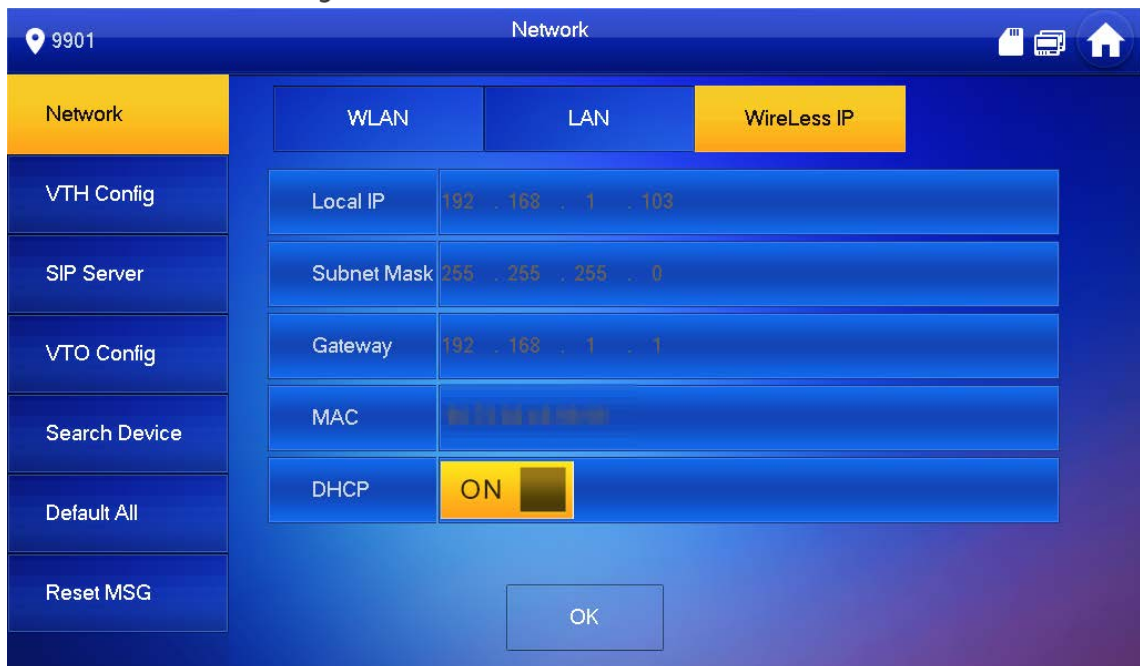 9901
Network
Network
VTH Config
SIP Server
VTO Config
Search Device
Default All
Reset MSG
WLAN LAN WireLess IP
Local IP 192 . 168 . 1 . 103
Subnet Mask 255 . 255 . 255 . 0
Gateway 192 . 168 . 1 . 1
MAC
DHCP ON
OK